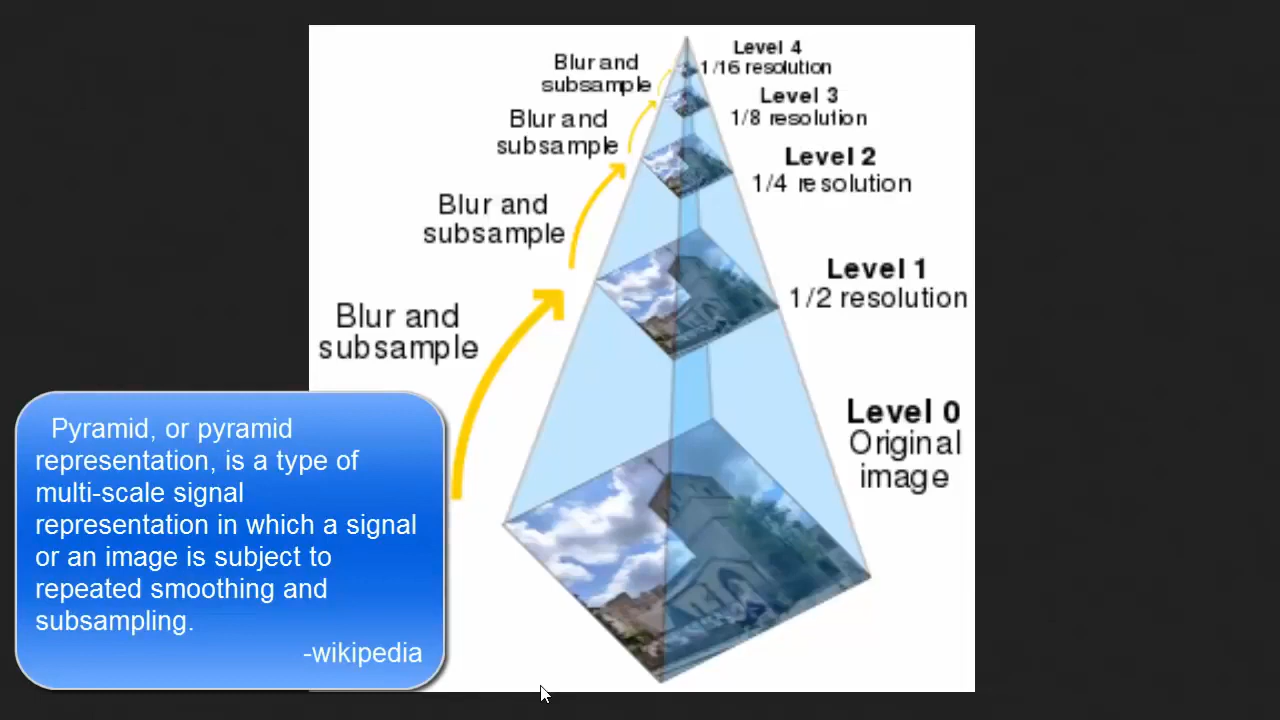 Level 4
1/16 resolution
Blur and
subsample
Level 3
1/8 resolution
Blur and
subsample
Level 2
1/4 resolution
Blur and
subsample
Level 1
1/2 resolution
Blur and
subsample
Level 0
Original
image
Pyramid, or pyramid
representation, is a type of
multi-scale signal
representation in which a signal
or an image is subject to
repeated smoothing and
subsampling.
-wikipedia